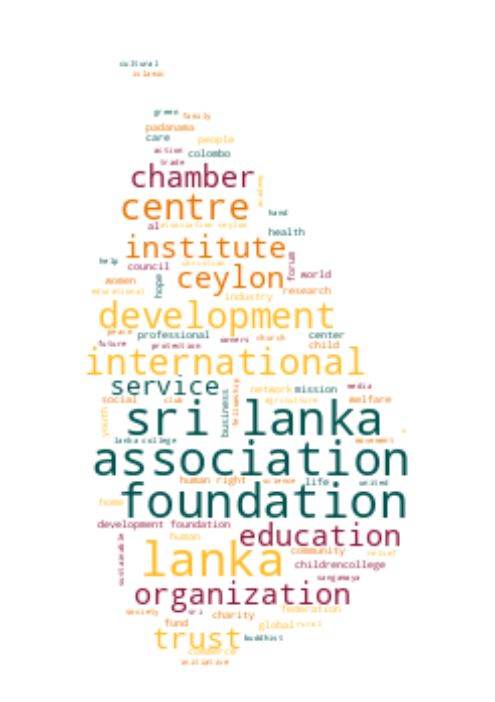 cultural
islamic
green family
padanama
care people
action colombo
trade
chamber
academy
centre
hand
al association ceylon
health
institute
help christian forum
council world
women hope ceylon
educational research
industry
development
peace professional center
future owners church child
protection
international
service
network mission media
social club business fellowship agriculture welfare
youth
sri lanka
lanka college movement
association
human right science life united
home foundation
development foundation
human education
lanka community relief
childrencollege
sangamaya
organization
society sri charity federation
fund global rural
trust buddhist
commerce
initiative